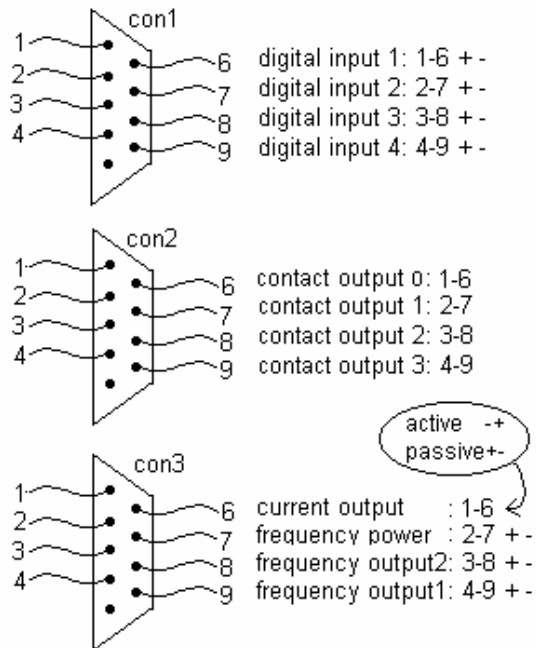 con1
1 6 digital input 1: 1-6 + -
2 7 digital input 2: 2-7 + -
3 8 digital input 3: 3-8 + -
4 9 digital input 4: 4-9 + -
con2
1 6 contact output 0: 1-6
2 7 contact output 1: 2-7
3 8 contact output 2: 3-8
4 9 contact output 3: 4-9
active -+
passive+-
con3
1 6 current output : 1-6
2 7 frequency power : 2-7 + -
3 8 frequency output2: 3-8 + -
4 9 frequency output1: 4-9 + -